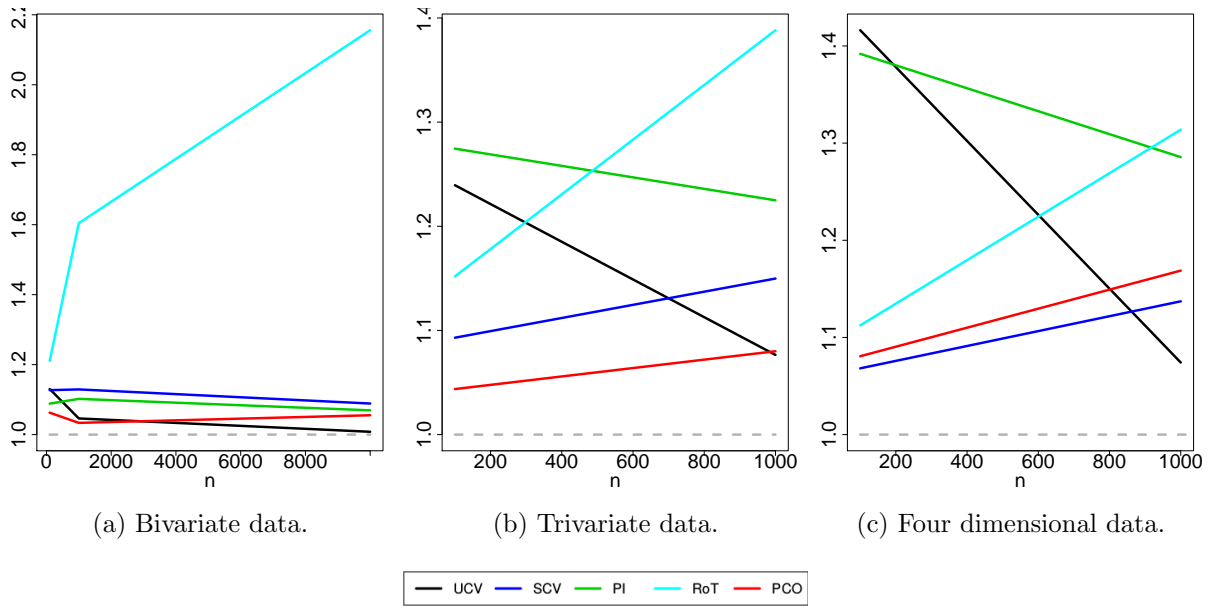 2.2
2.0
1.8
1.6
1.4
1.2
1.0
0 2000 4000 6000 8000
n
(a) Bivariate data.
1.4
1.3
1.2
1.1
1.0
200 400 600 800 1000
n
(b) Trivariate data.
1.4
1.3
1.2
1.1
1.0
200 400 600 800 1000
n
(c) Four dimensional data.
UCV SCV PI RoT PCO